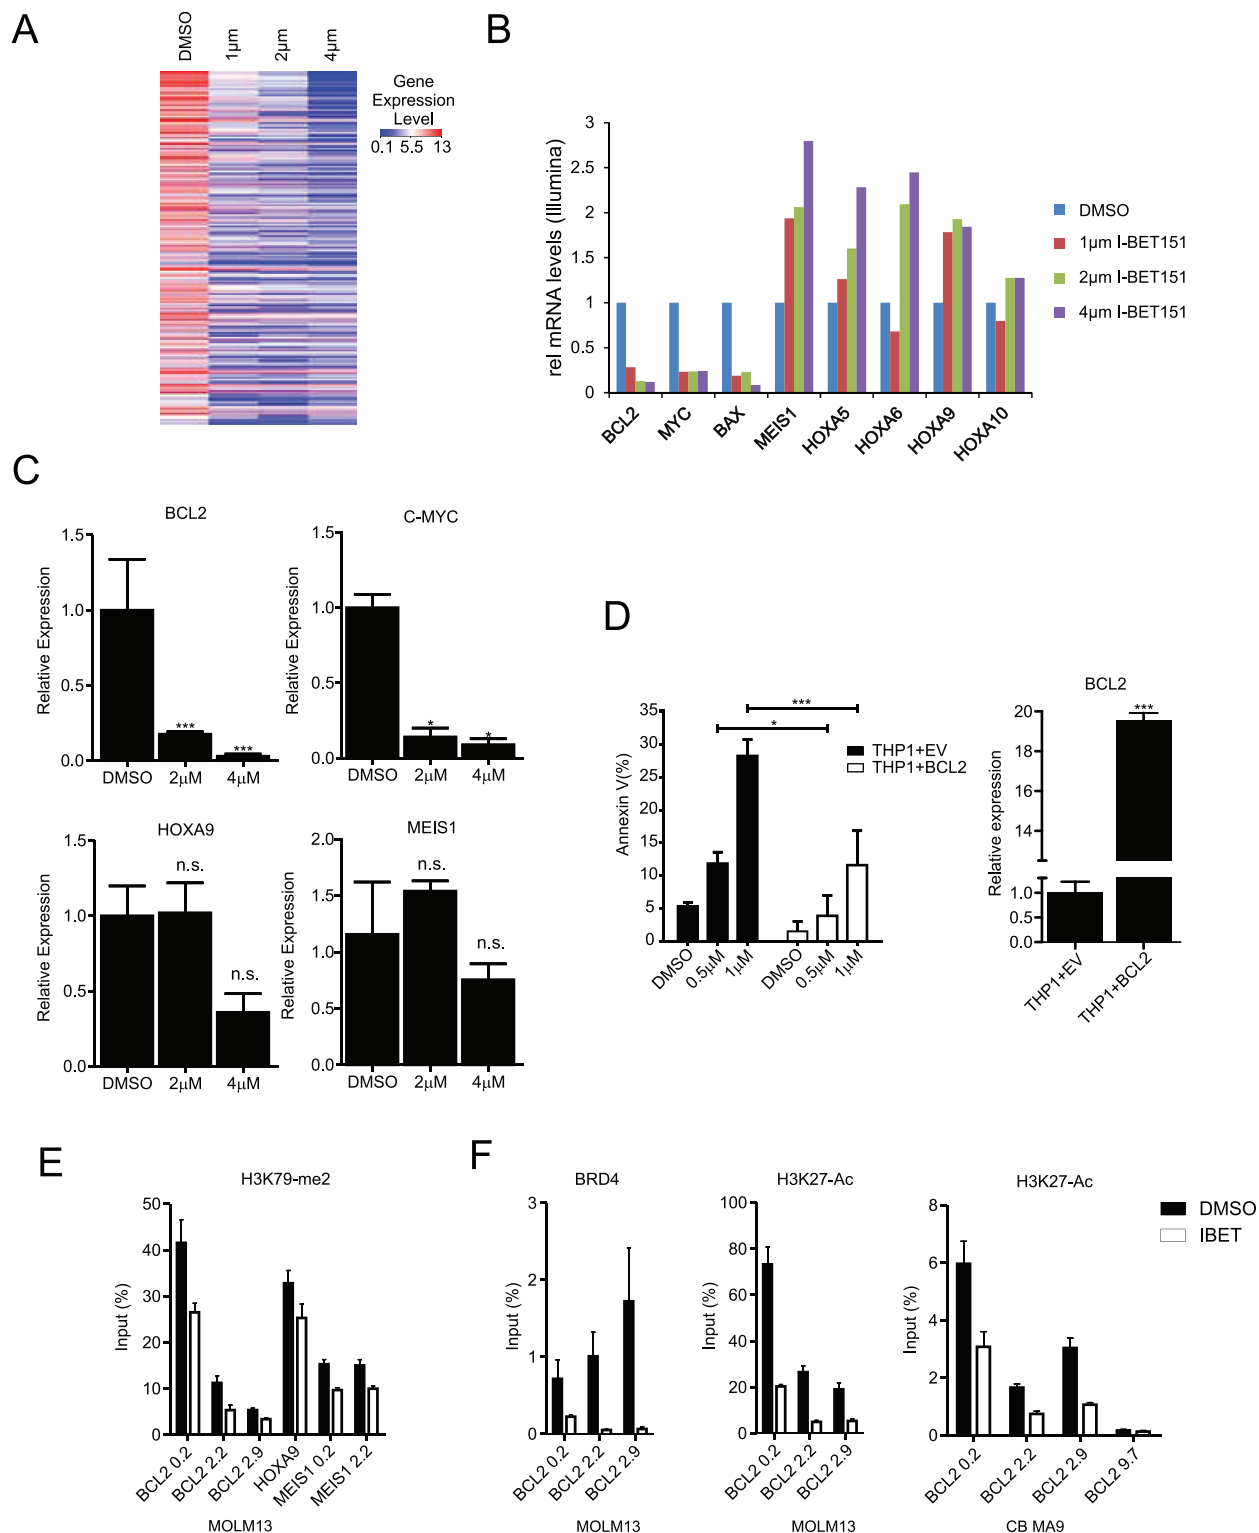 A
DMSO
1μm
2μm
4μm
Gene
Expression
Level
0.1 5.5 13
B
rel mRNA levels (Illumina)
3
2.5
2
1.5
1
0.5
0
BCL2
MYC
BAX
MEIS1
HOXA5
HOXA6
HOXA9
HOXA10
DMSO
1μm I-BET151
2μm I-BET151
4μm I-BET151
C
BCL2
Relative Expression
1.5
1.0
0.5
0.0
***
***
DMSO 2μM 4μM
C-MYC
Relative Expression
1.5
1.0
0.5
0.0
*
*
DMSO 2μM 4μM
HOXA9
Relative Expression
1.5
1.0
0.5
0.0
n.s.
n.s.
DMSO 2μM 4μM
MEIS1
Relative Expression
2.0
1.5
1.0
0.5
0.0
n.s.
n.s.
DMSO 2μM 4μM
D
Annexin V(%)
35
30
25
20
15
10
5
0
***
*
THP1+EV
THP1+BCL2
DMSO
0.5μM
1μM
DMSO
0.5μM
1μM
BCL2
Relative expression
20
19
18
16
14
1.0
0.5
0.0
***
THP1+EV
THP1+BCL2
E
H3K79-me2
Input (%)
50
40
30
20
10
0
BCL2 0.2
BCL2 2.2
BCL2 2.9
HOXA9
MEIS1 0.2
MEIS1 2.2
MOLM13
F
BRD4
Input (%)
3
2
1
0
BCL2 0.2
BCL2 2.2
BCL2 2.9
MOLM13
H3K27-Ac
Input (%)
100
80
60
40
20
0
BCL2 0.2
BCL2 2.2
BCL2 2.9
MOLM13
H3K27-Ac
Input (%)
8
6
4
2
0
BCL2 0.2
BCL2 2.2
BCL2 2.9
BCL2 9.7
CB MA9
DMSO
IBET